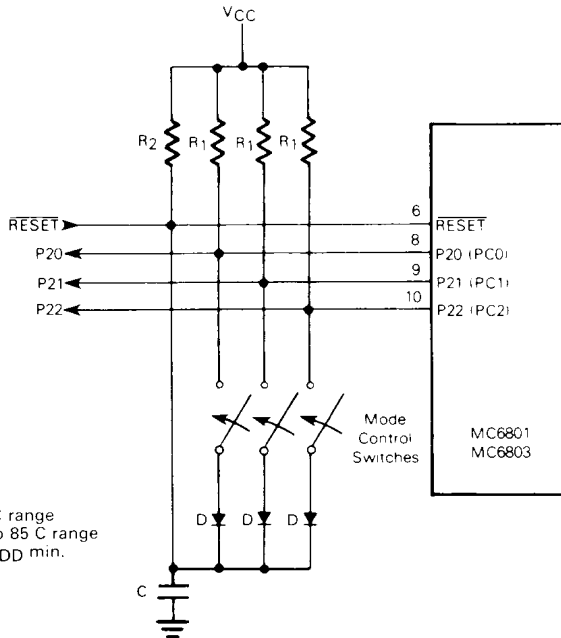 VCC
R2 R1 R1 R1
6
RESET RESET
8
P20 P20 (PC0)
9
P21 P21 (PC1)
10
P22 P22 (PC2)
Mode
Control
Switches
MC6801
MC6803
D D D
C range
85 C range
DD min.
C